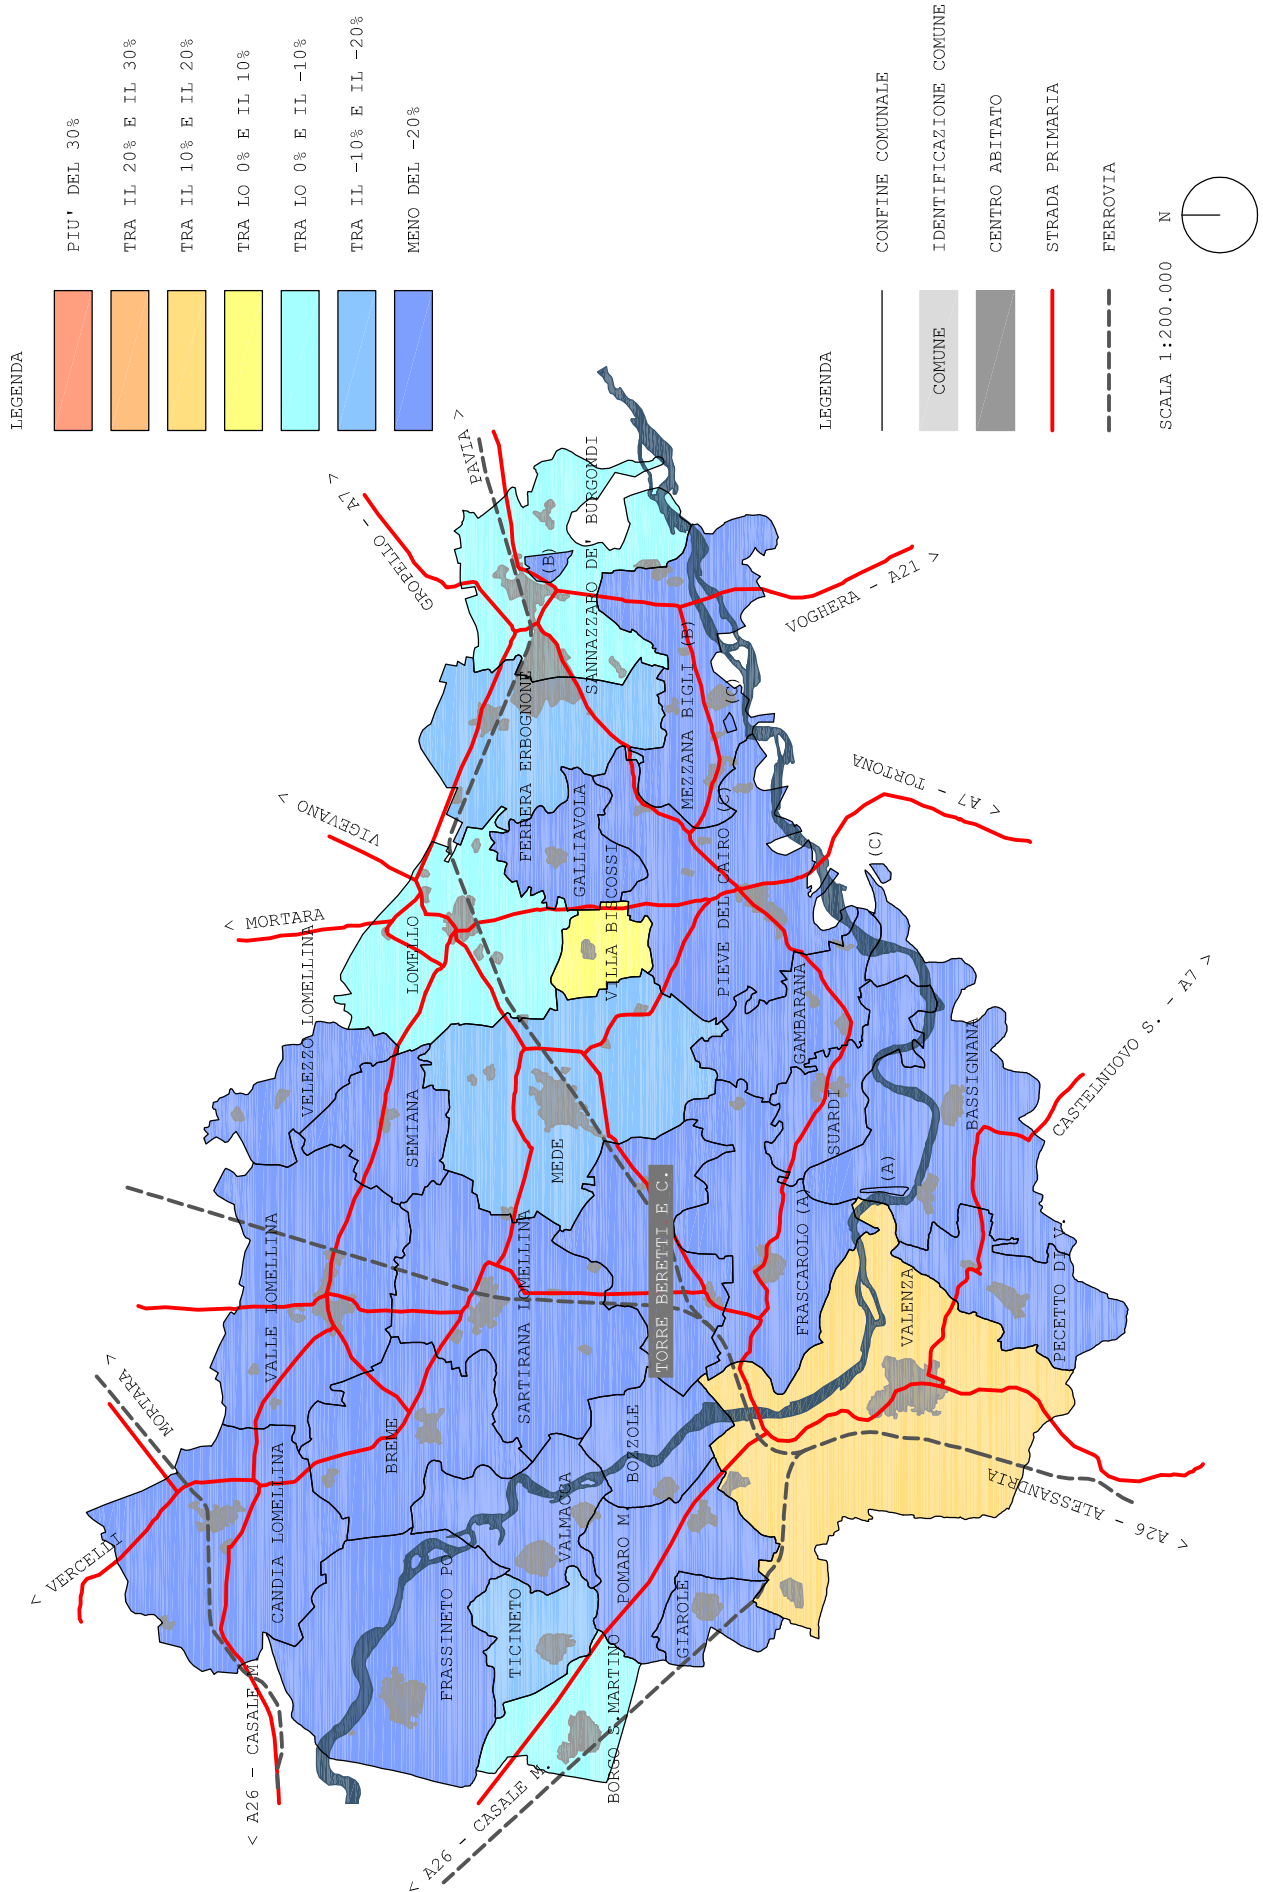 LEGENDA
PIU' DEL 30%
TRA IL 20% E IL 30%
TRA IL 10% E IL 20%
TRA LO 0% E IL 10%
TRA LO 0% E IL -10%
TRA IL -10% E IL -20%
MENO DEL -20%
LEGENDA
CONFINE COMUNALE
COMUNE
IDENTIFICAZIONE COMUNE
CENTRO ABITATO
STRADA PRIMARIA
FERROVIA
SCALA 1:200.000
N
< VERCELLI
MORTARA >
< A26 - CASALE M
< A26 - CASALE M.
< MORTARA
VIGEVANO >
GROPELLO - A7 >
PAVIA >
VOGHERA - A21 >
< A7 - TORTONA
CASTELNUOVO S. - A7 >
< A26 - ALESSANDRIA
CANDIA LOMELLINA
VALLE LOMELLINA
VELEZZO LOMELLINA
BREME
SEMIANA
LOMELLO
FRASSINETO PO
TICINETO
SARTIRANA LOMELLINA
MEDE
FERRERA ERBOGNONE
(B)
SANNAZZARO DE' BURGONDI
VALMACCA
GALLIAVOLA
BORGO S.MARTINO
POMARO M.
BOZZOLE
VILLA BISCOSSI
TORRE BERETTI E C.
GIAROLE
MEZZANA BIGLI (B)
PIEVE DEL CAIRO (C)
(C)
FRASCAROLO (A)
GAMBARANA
SUARDI
(C)
(A)
VALENZA
BASSIGNANA
PECETTO DI V.